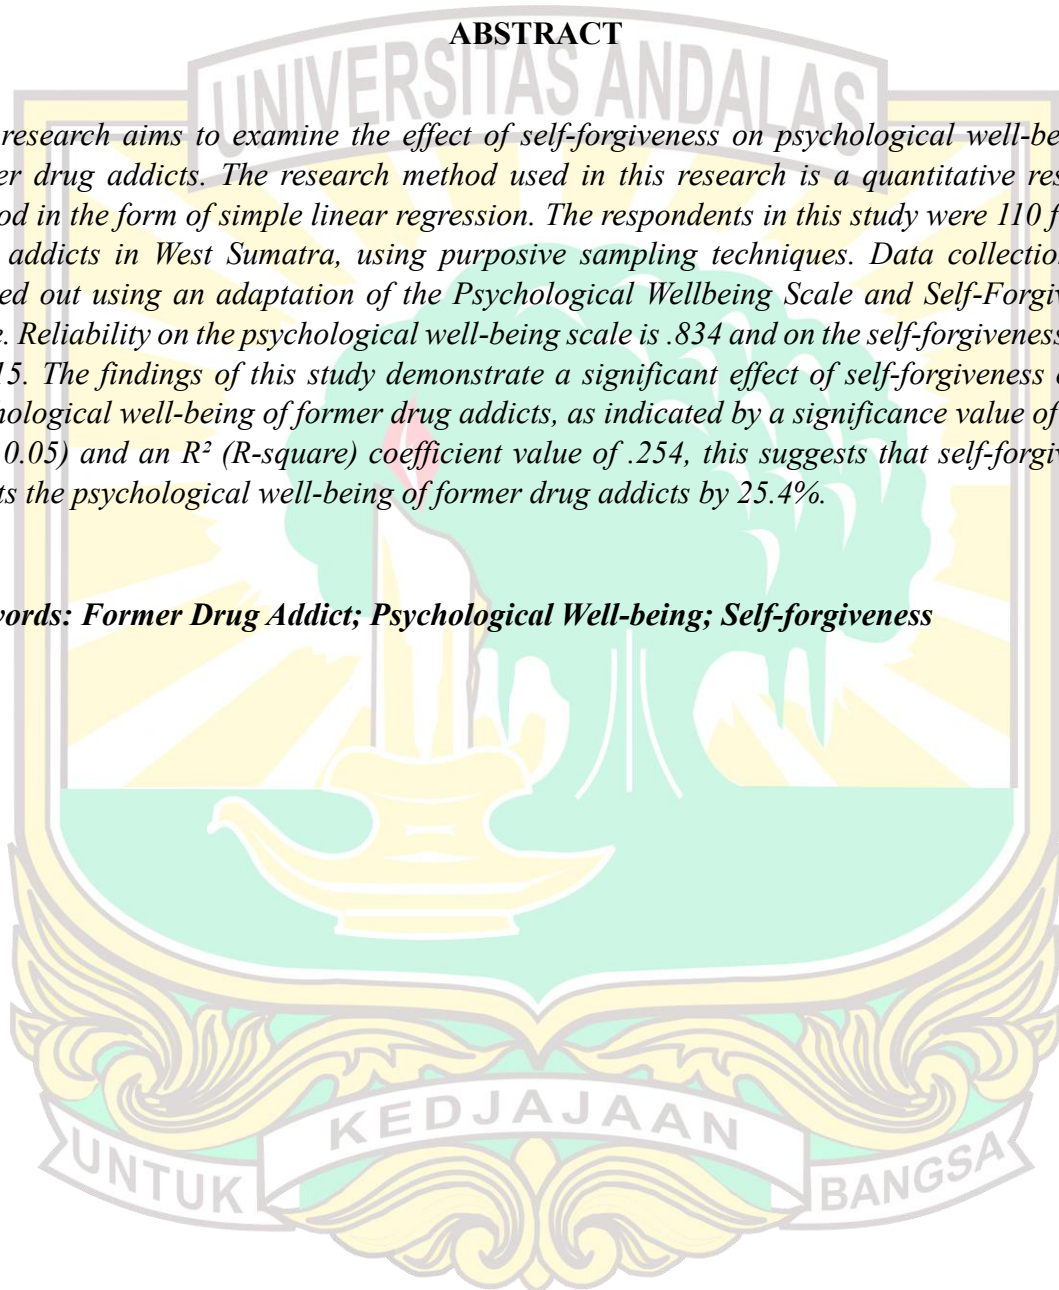 ABSTRACT
UNIVERSITAS ANDALAS
research aims to examine the effect of self-forgiveness on psychological well-be
er drug addicts. The research method used in this research is a quantitative res
od in the form of simple linear regression. The respondents in this study were 110 f
addicts in West Sumatra, using purposive sampling techniques. Data collection
ed out using an adaptation of the Psychological Wellbeing Scale and Self-Forgiv
e. Reliability on the psychological well-being scale is .834 and on the self-forgiveness
15. The findings of this study demonstrate a significant effect of self-forgiveness
hological well-being of former drug addicts, as indicated by a significance value of
0.05) and an R² (R-square) coefficient value of .254, this suggests that self-forgiv
ts the psychological well-being of former drug addicts by 25.4%.
words: Former Drug Addict; Psychological Well-being; Self-forgiveness
KEDJAJAAN
UNTUK
BANGSA